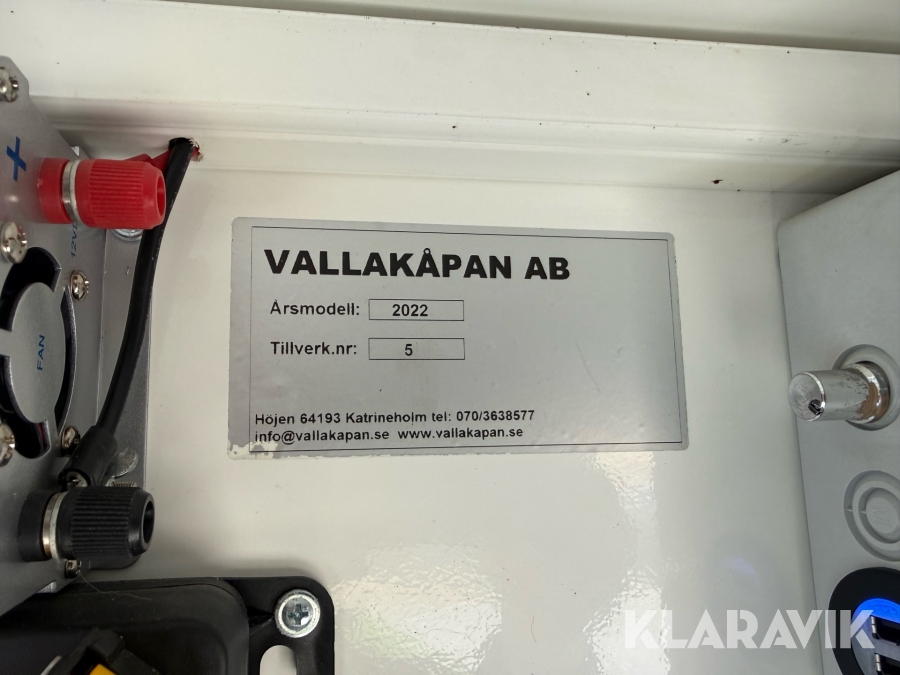 VALLAKÅPAN AB
Årsmodell: 2022
Tillverk.nr: 5
Höjen 64193 Katrineholm tel: 070/3638577
info@vallakapan.se www.vallakapan.se
+
FAN
KLARAVIK